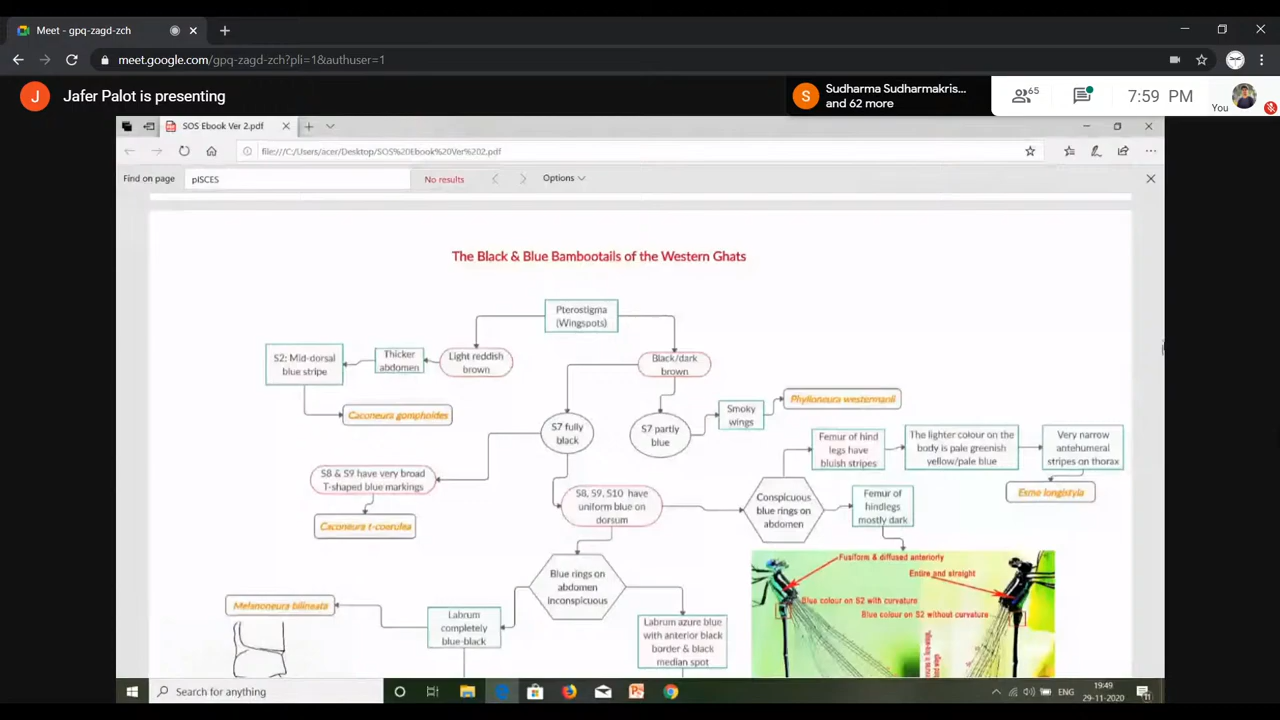 Meet - gpq-zagd-zch
meet.google.com/gpq-zagd-zch?pli=1&authuser=1
J
Jafer Palot is presenting
S
Sudharma Sudharmakris...
and 62 more
65
7:59 PM
You
SOS Ebook Ver 2.pdf
file:///C:/Users/acer/Desktop/SOS%20Ebook%20Ver%202.pdf
Find on page
pISCES
No results
Options
The Black & Blue Bambootails of the Western Ghats
Pterostigma
(Wingspots)
S2: Mid-dorsal
blue stripe
Thicker
abdomen
Light reddish
brown
Black/dark
brown
Caconeura gomphoides
S7 fully
black
S7 partly
blue
Smoky
wings
Phylloneura westermanii
Femur of hind
legs have
bluish stripes
The lighter colour on the
body is pale greenish
yellow/pale blue
Very narrow
antehumeral
stripes on thorax
Esme longistyla
S8 & S9 have very broad
T-shaped blue markings
Caconeura t-coerulea
S8, S9, S10 have
uniform blue on
dorsum
Conspicuous
blue rings on
abdomen
Femur of
hindlegs
mostly dark
Blue rings on
abdomen
inconspicuous
Melanoneura bilineata
Labrum
completely
blue-black
Labrum azure blue
with anterior black
border & black
median spot
Fusiform & diffused anteriorly
Entire and straight
Blue colour on S2 with curvature
Blue colour on S2 without curvature
Search for anything
ENG
19:49
29-11-2020